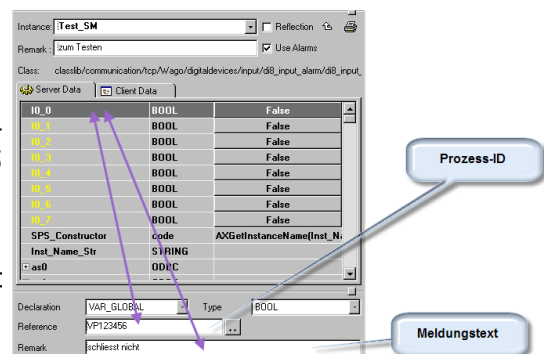 Instance: Test_SM Reflection
Remark : zum Testen Use Alarms
Class: classlib/communication/tcp/Wago/digitaldevices/input/di8_input_alarm/di8_input_
Server Data Client Data
I0_0 BOOL False
I0_1 BOOL False
I0_2 BOOL False
I0_3 BOOL False
I0_4 BOOL False
I0_5 BOOL False
I0_6 BOOL False
I0_7 BOOL False
SPS_Constructor code AXGetInstanceName(Inst_Na
Inst_Name_Str STRING
as0 ODBC
Prozess-ID
Declaration VAR_GLOBAL Type BOOL
Reference VP123456 ..
Remark schliesst nicht
Meldungstext